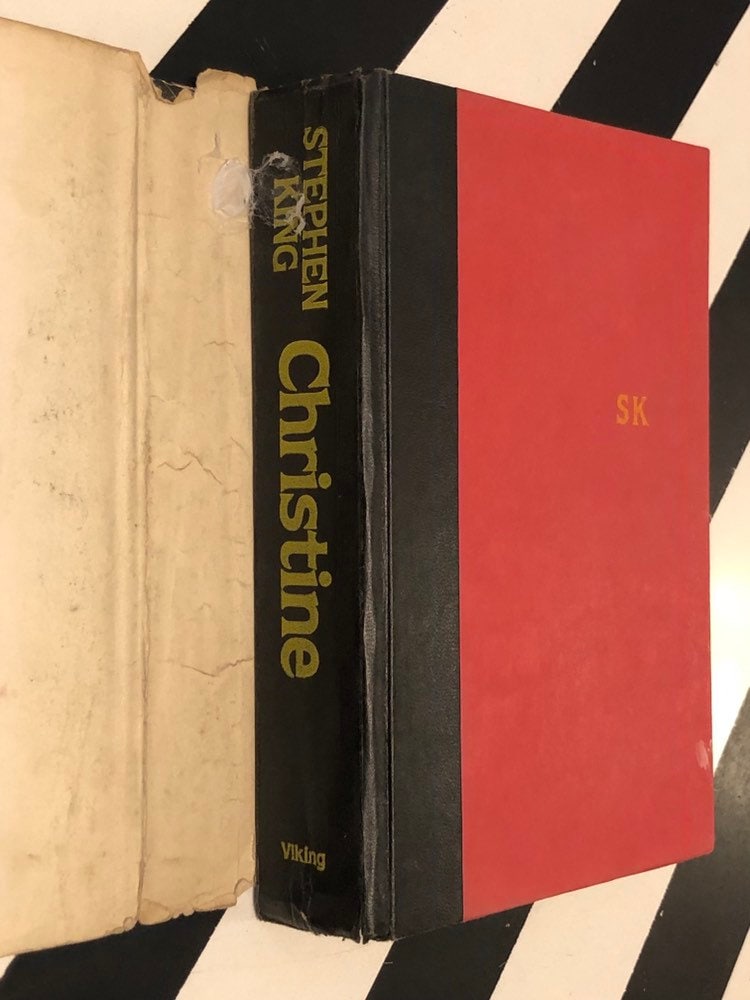 STEPHEN
KING
Christine
Viking
SK